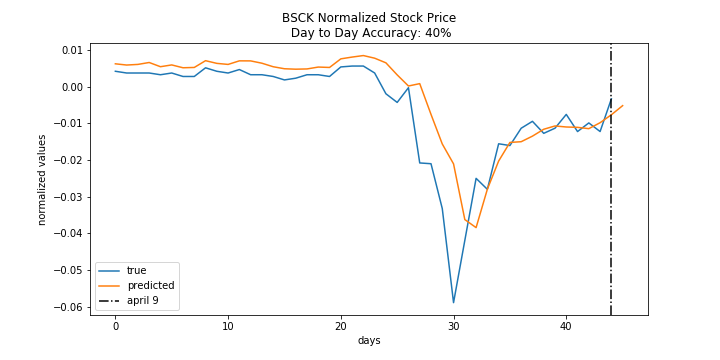 BSCK Normalized Stock Price
Day to Day Accuracy: 40%
0.01
0.00
−0.01
−0.02
−0.03
−0.04
−0.05
−0.06
normalized values
true
predicted
april 9
0 10 20 30 40
days